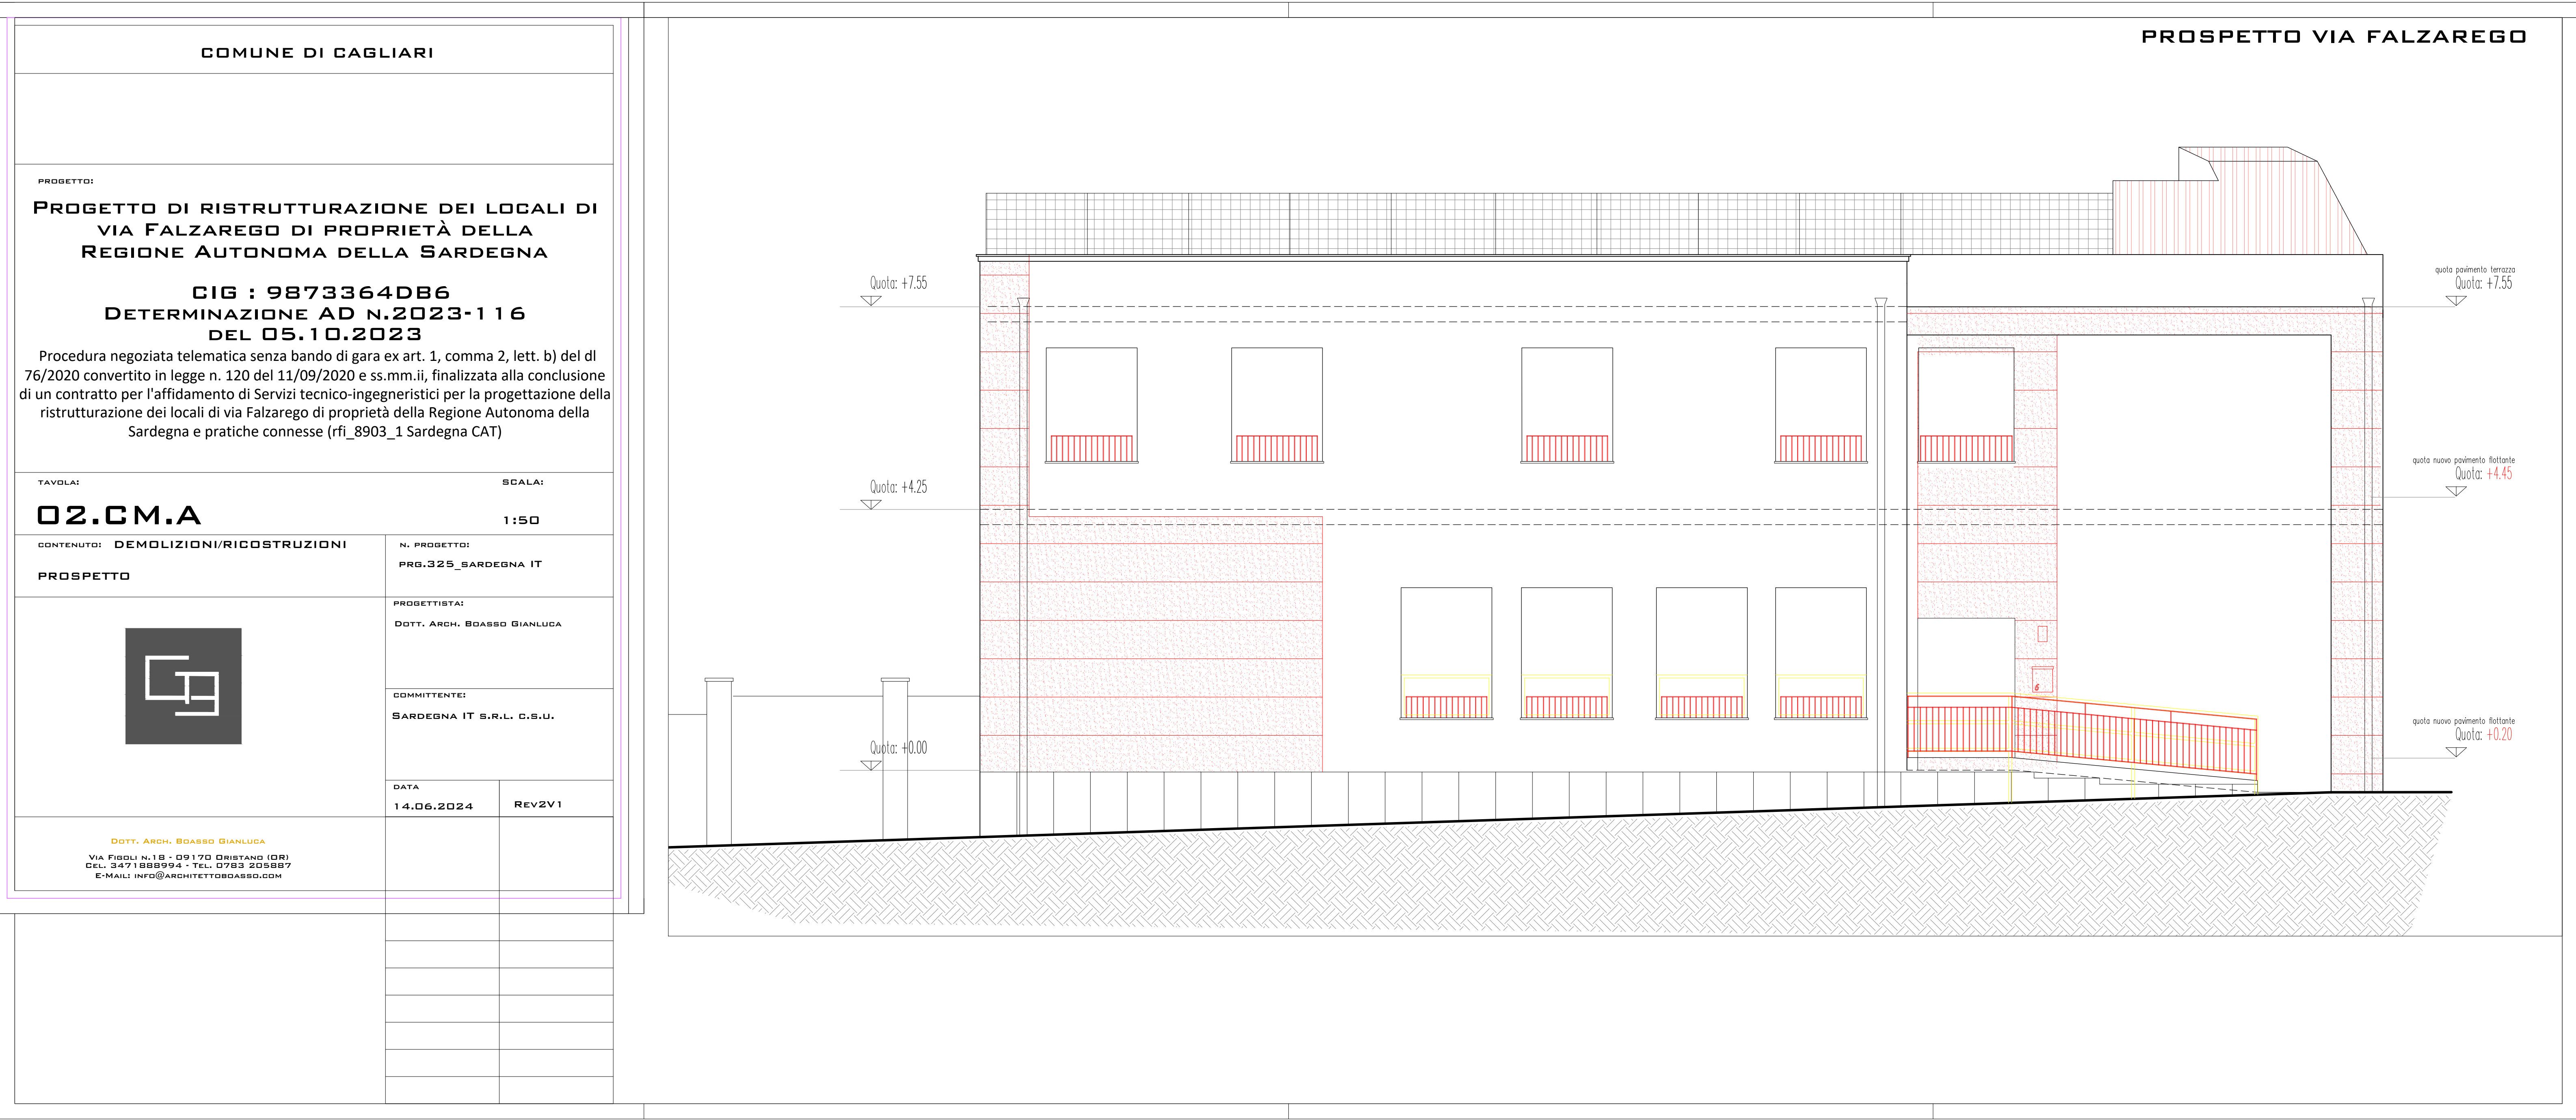 COMUNE DI CAGLIARI
PROGETTO:
PROGETTO DI RISTRUTTURAZIONE DEI LOCALI DI
VIA FALZAREGO DI PROPRIETÀ DELLA
REGIONE AUTONOMA DELLA SARDEGNA
CIG : 9873364DB6
DETERMINAZIONE AD N.2023-116
DEL 05.10.2023
Procedura negoziata telematica senza bando di gara ex art. 1, comma 2, lett. b) del dl
76/2020 convertito in legge n. 120 del 11/09/2020 e ss.mm.ii, finalizzata alla conclusione
di un contratto per l'affidamento di Servizi tecnico-ingegneristici per la progettazione della
ristrutturazione dei locali di via Falzarego di proprietà della Regione Autonoma della
Sardegna e pratiche connesse (rfi_8903_1 Sardegna CAT)
TAVOLA:
SCALA:
02.CM.A
1:50
CONTENUTO: DEMOLIZIONI/RICOSTRUZIONI
PROSPETTO
N. PROGETTO:
PRG.325_SARDEGNA IT
PROGETTISTA:
DOTT. ARCH. BOASSO GIANLUCA
COMMITTENTE:
SARDEGNA IT S.R.L. C.S.U.
DATA
14.06.2024
REV2V1
DOTT. ARCH. BOASSO GIANLUCA
VIA FIGOLI N.18 - 09170 ORISTANO (OR)
CEL. 3471888994 - TEL. 0783 205887
E-MAIL: INFO@ARCHITETTOBOASSO.COM
PROSPETTO VIA FALZAREGO
Quota: +7.55
Quota: +4.25
Quota: +0.00
quota pavimento terrazza
Quota: +7.55
quota nuovo pavimento flottante
Quota: +4.45
quota nuovo pavimento flottante
Quota: +0.20
6